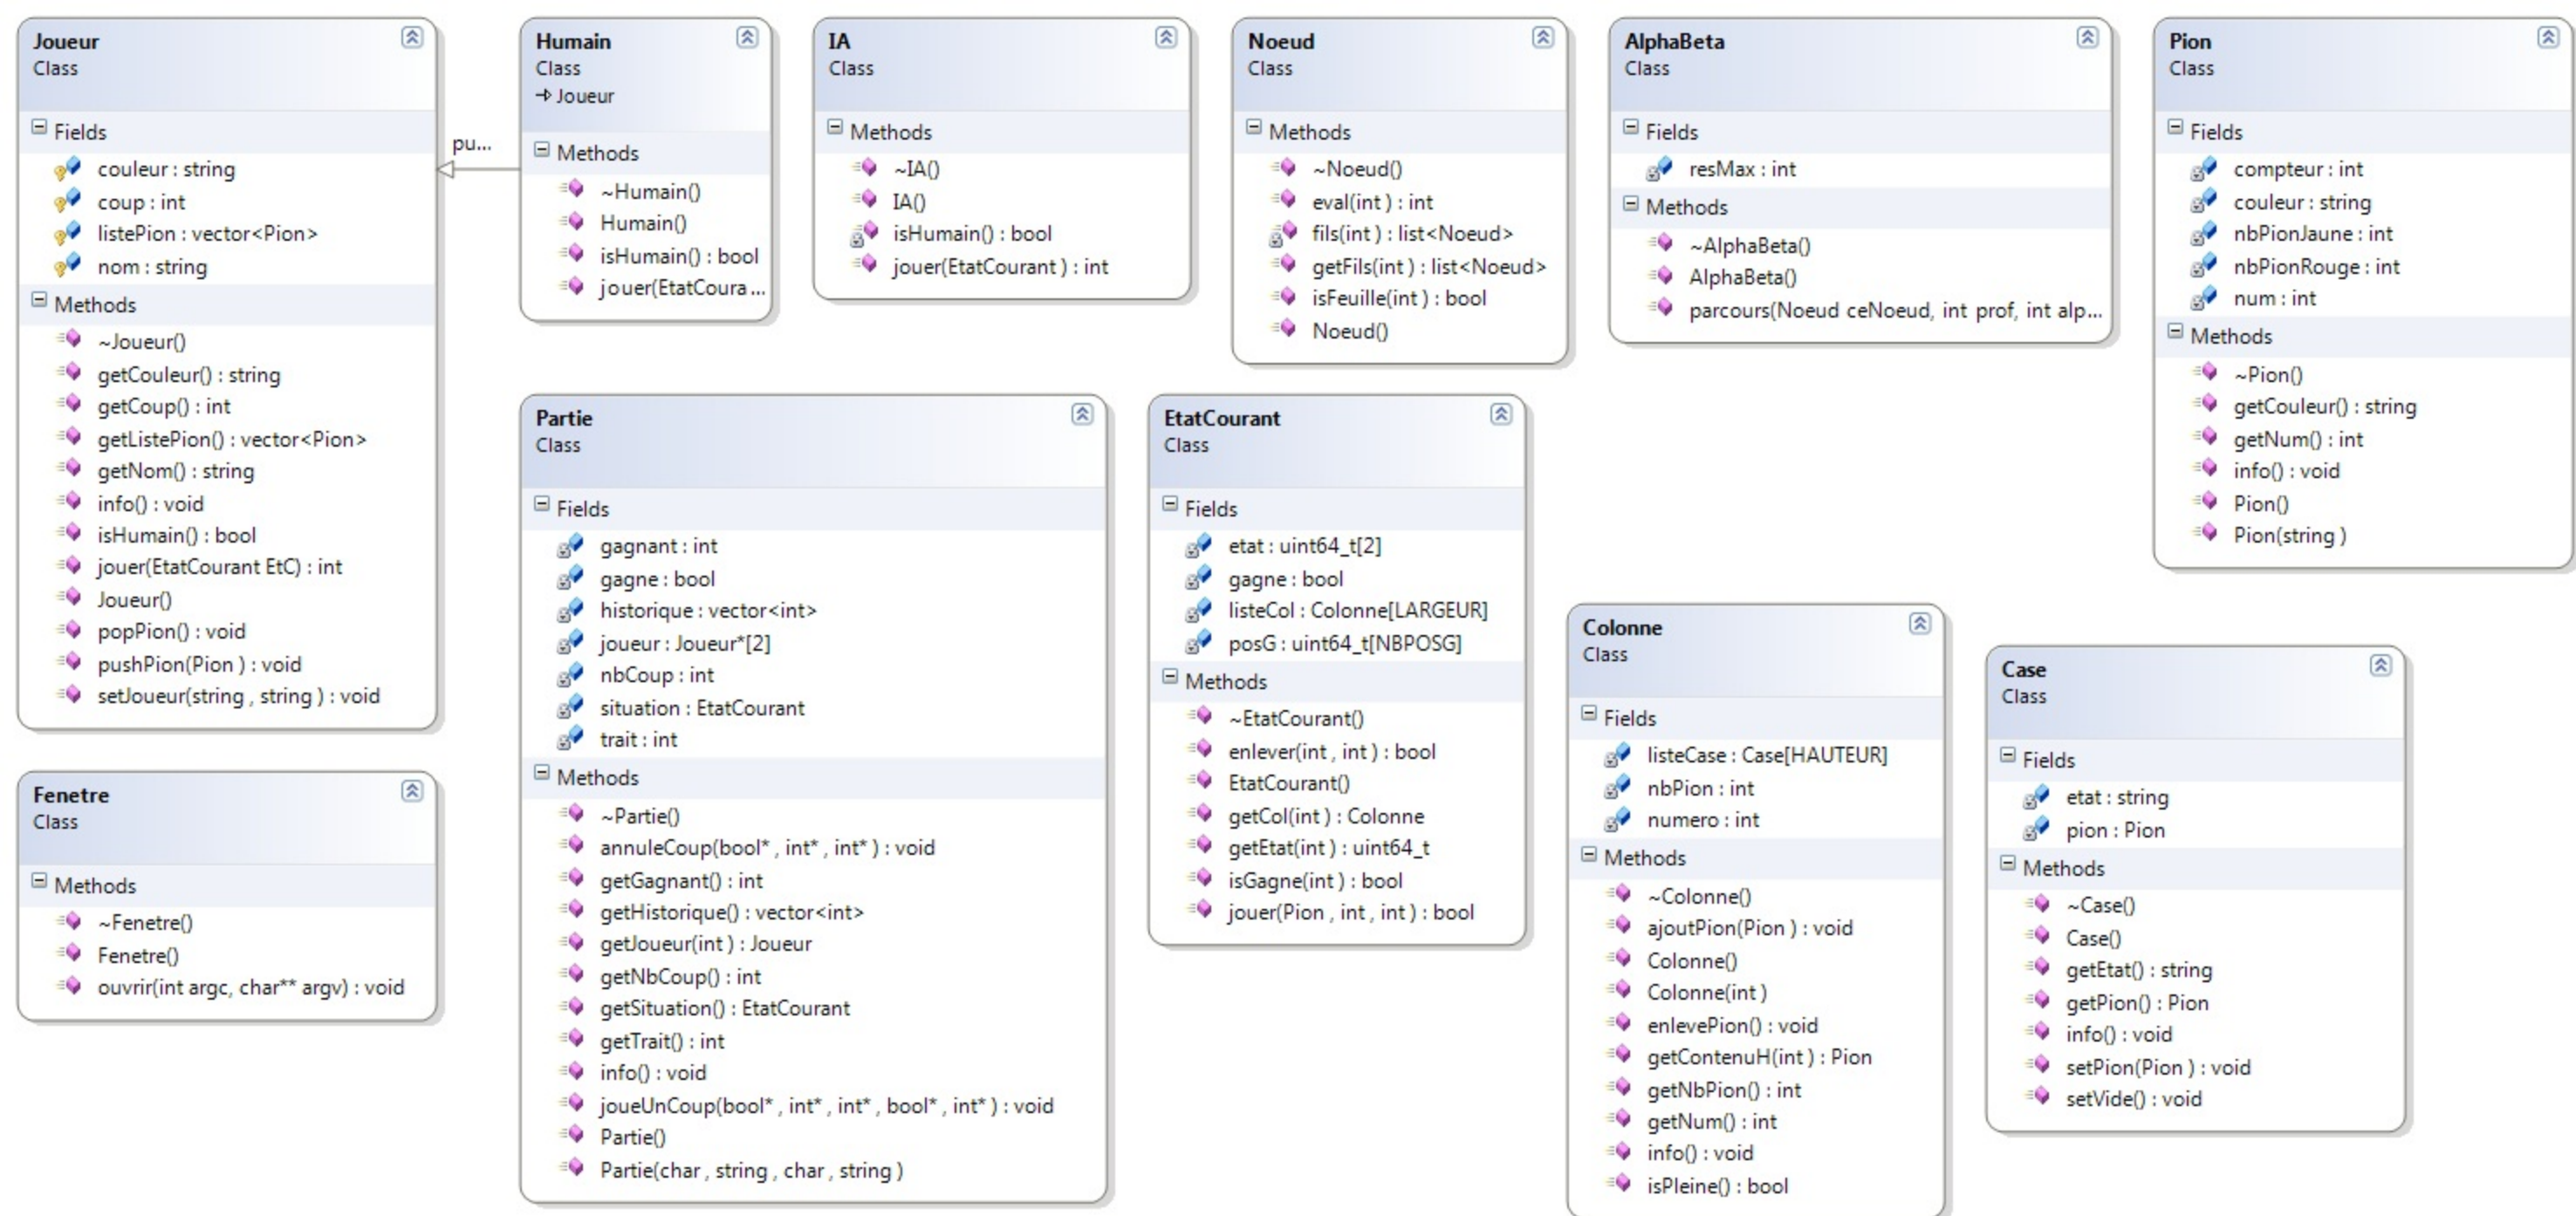 Joueur
Class
Fields
couleur : string
coup : int
listePion : vector<Pion>
nom : string
Methods
~Joueur()
getCouleur() : string
getCoup() : int
getListePion() : vector<Pion>
getNom() : string
info() : void
isHumain() : bool
jouer(EtatCourant EtC) : int
Joueur()
popPion() : void
pushPion(Pion ) : void
setJoueur(string , string ) : void
pu...
Humain
Class
Joueur
Methods
~Humain()
Humain()
isHumain() : bool
jouer(EtatCoura...
IA
Class
Methods
~IA()
IA()
isHumain() : bool
jouer(EtatCourant ) : int
Noeud
Class
Methods
~Noeud()
eval(int ) : int
fils(int ) : list<Noeud>
getFils(int ) : list<Noeud>
isFeuille(int ) : bool
Noeud()
AlphaBeta
Class
Fields
resMax : int
Methods
~AlphaBeta()
AlphaBeta()
parcours(Noeud ceNoeud, int prof, int alp...
Pion
Class
Fields
compteur : int
couleur : string
nbPionJaune : int
nbPionRouge : int
num : int
Methods
~Pion()
getCouleur() : string
getNum() : int
info() : void
Pion()
Pion(string )
Fenetre
Class
Methods
~Fenetre()
Fenetre()
ouvrir(int argc, char** argv) : void
Partie
Class
Fields
gagnant : int
gagne : bool
historique : vector<int>
joueur : Joueur*[2]
nbCoup : int
situation : EtatCourant
trait : int
Methods
~Partie()
annuleCoup(bool* , int* , int* ) : void
getGagnant() : int
getHistorique() : vector<int>
getJoueur(int ) : Joueur
getNbCoup() : int
getSituation() : EtatCourant
getTrait() : int
info() : void
joueUnCoup(bool* , int* , int* , bool* , int* ) : void
Partie()
Partie(char , string , char , string )
EtatCourant
Class
Fields
etat : uint64_t[2]
gagne : bool
listeCol : Colonne[LARGEUR]
posG : uint64_t[NBPOSG]
Methods
~EtatCourant()
enlever(int , int ) : bool
EtatCourant()
getCol(int ) : Colonne
getEtat(int ) : uint64_t
isGagne(int ) : bool
jouer(Pion , int , int ) : bool
Colonne
Class
Fields
listeCase : Case[HAUTEUR]
nbPion : int
numero : int
Methods
~Colonne()
ajoutPion(Pion ) : void
Colonne()
Colonne(int )
enlevePion() : void
getContenuH(int ) : Pion
getNbPion() : int
getNum() : int
info() : void
isPleine() : bool
Case
Class
Fields
etat : string
pion : Pion
Methods
~Case()
Case()
getEtat() : string
getPion() : Pion
info() : void
setPion(Pion ) : void
setVide() : void